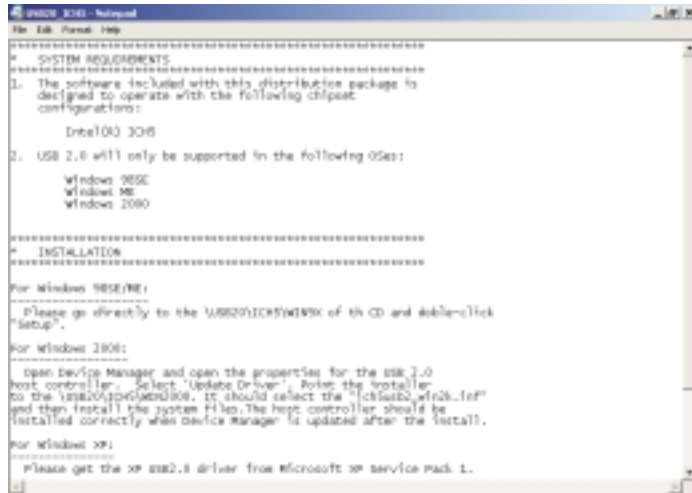 USB20_ICH5 - Notepad
File Edit Format Help
************************************************************
* SYSTEM REQUIREMENTS
************************************************************
1. The software included with this distribution package is
designed to operate with the following chipset
configurations:
Intel(R) ICH5
2. USB 2.0 will only be supported in the following OSes:
Windows 98SE
Windows ME
Windows 2000
************************************************************
* INSTALLATION
************************************************************
For Windows 98SE/ME:
--------------------
Please go directly to the \USB20\ICH5\WIN9X of th CD and doble-click
"Setup".
For Windows 2000:
-----------------
Open Device Manager and open the properties for the USB 2.0
host controller. Select 'Update Driver'. Point the installer
to the \USB20\ICH5\WIN2000. It should select the "ich5usb2_win2k.inf"
and then install the system files.The host controller should be
installed correctly when Device Manager is updated after the install.
For Windows XP:
---------------
Please get the XP USB2.0 driver from Microsoft XP Service Pack 1.